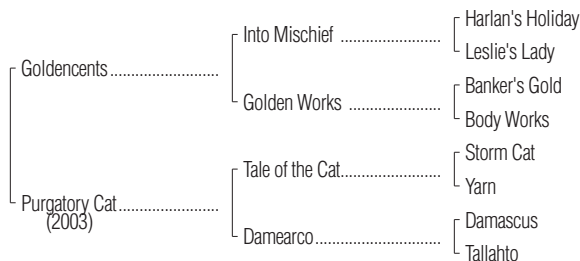 Harlan's Holiday
Into Mischief ....................
Leslie's Lady
Goldencents......................
Banker's Gold
Golden Works ..................
Body Works
Storm Cat
Tale of the Cat...................
Yarn
Purgatory Cat....................
(2003)
Damascus
Damearco.........................
Tallahto